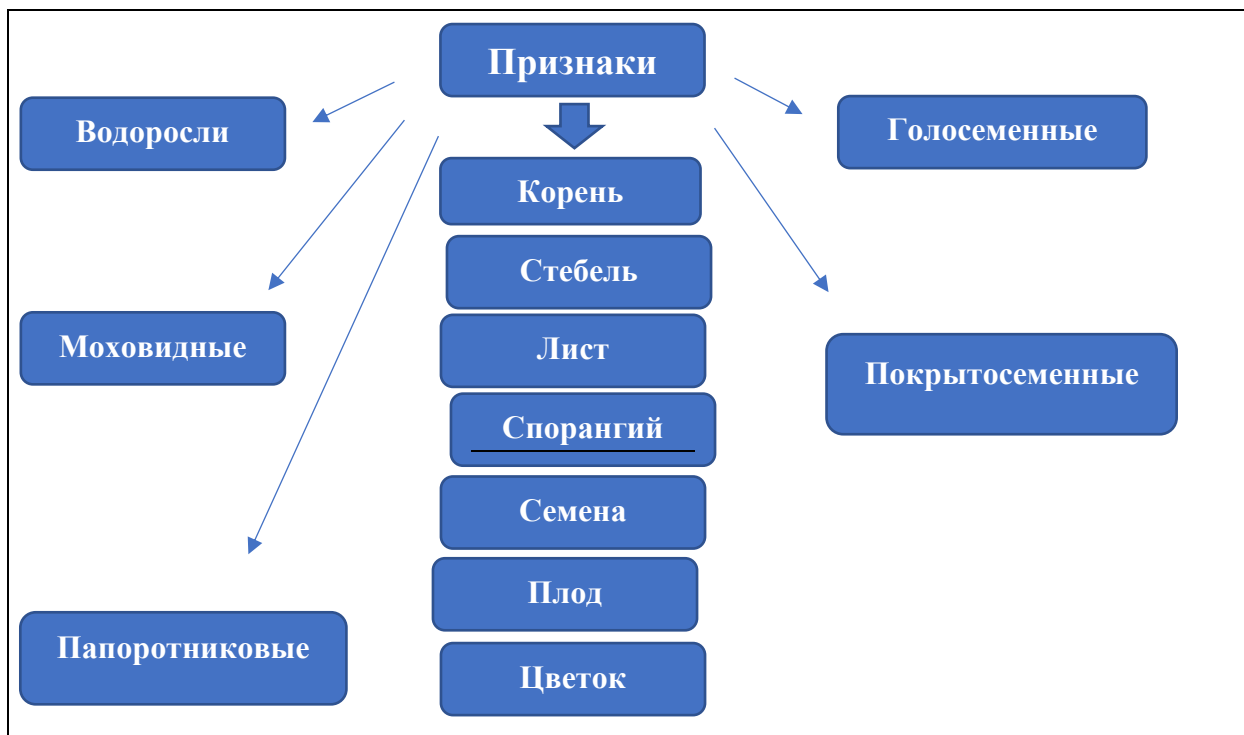 Признаки
Водоросли
Голосеменные
Корень
Стебель
Моховидные
Лист
Покрытосеменные
Спорангий
Семена
Плод
Папоротниковые
Цветок